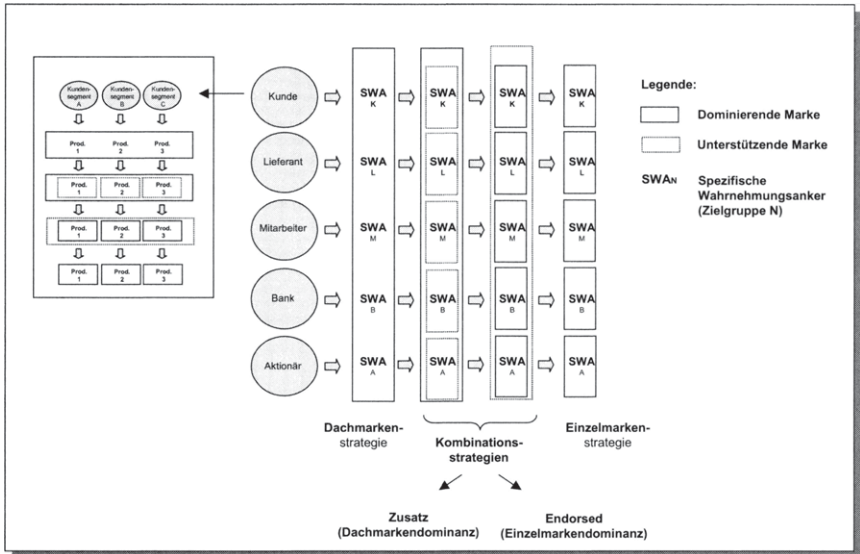 Kunden-
segment
A
Kunden-
segment
B
Kunden-
segment
C
Prod. Prod. Prod.
1 2 3
Prod. Prod. Prod.
1 2 3
Prod. Prod. Prod.
1 2 3
Prod. Prod. Prod.
1 2 3
Kunde SWA SWA SWA SWA
K K K K
Lieferant SWA SWA SWA SWA
L L L L
Mitarbeiter SWA SWA SWA SWA
M M M M
Bank SWA SWA SWA SWA
B B B B
Aktionär SWA SWA SWA SWA
A A A A
Dachmarken-
strategie
Kombinations-
strategien
Einzelmarken-
strategie
Zusatz
(Dachmarkendominanz)
Endorsed
(Einzelmarkendominanz)
Legende:
Dominierende Marke
Unterstützende Marke
SWAN Spezifische
Wahrnehmungsanker
(Zielgruppe N)